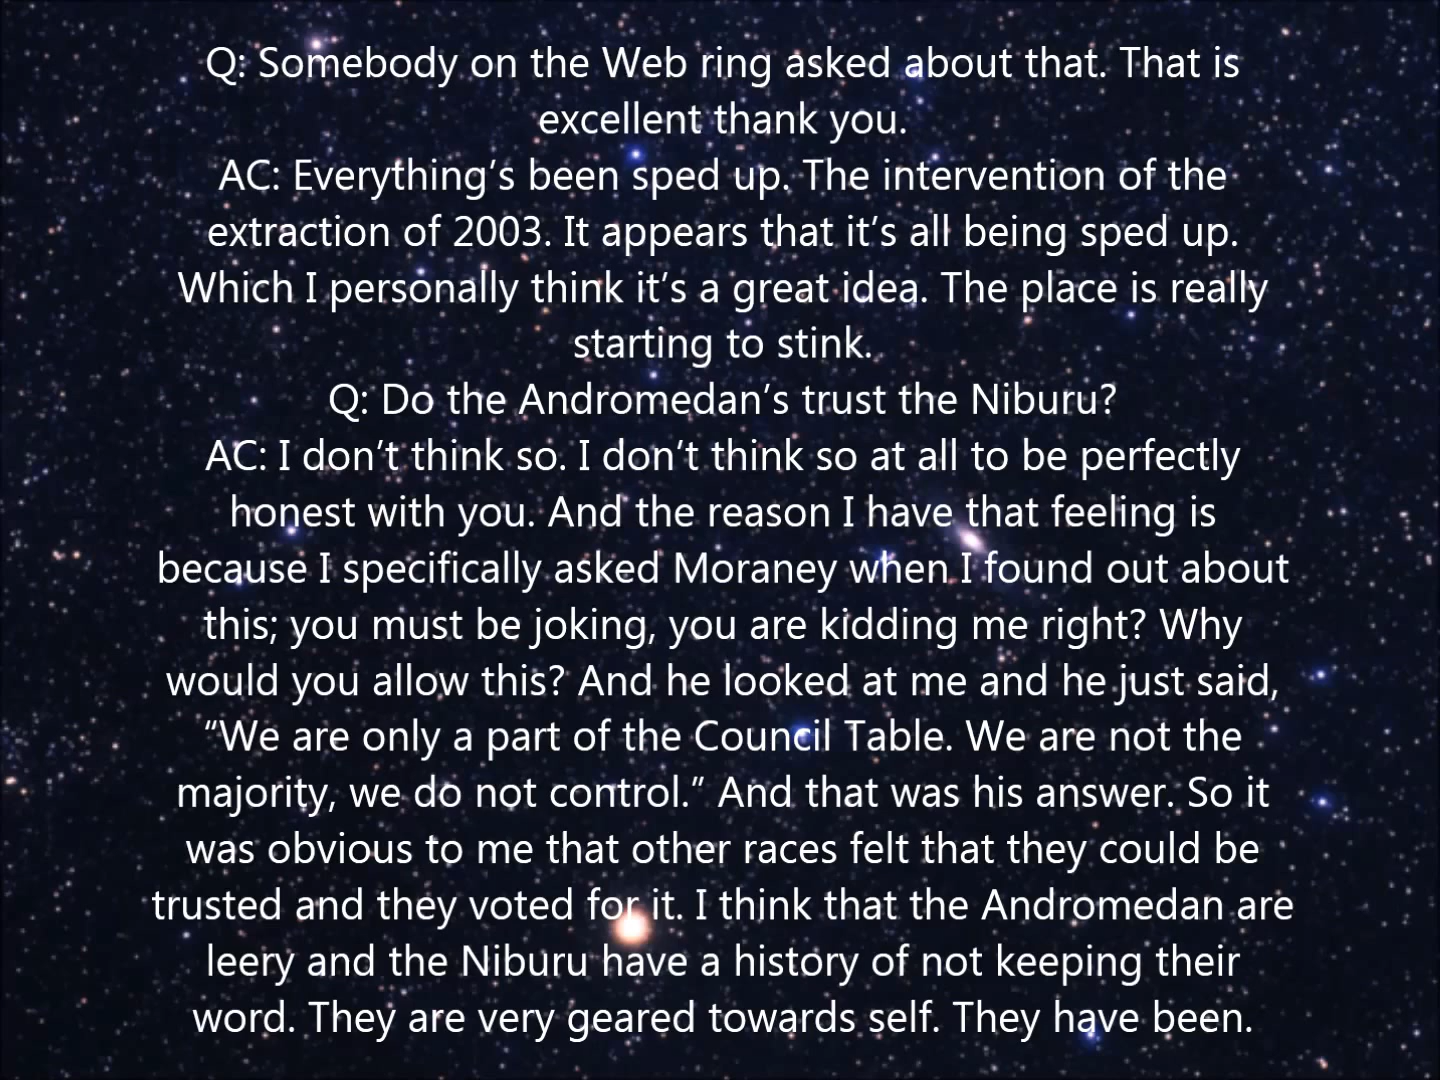 Q: Somebody on the Web ring asked about that. That is
excellent thank you.
AC: Everything’s been sped up. The intervention of the
extraction of 2003. It appears that it’s all being sped up.
Which I personally think it’s a great idea. The place is really
starting to stink.
Q: Do the Andromedan’s trust the Niburu?
AC: I don’t think so. I don’t think so at all to be perfectly
honest with you. And the reason I have that feeling is
because I specifically asked Moraney when I found out about
this; you must be joking, you are kidding me right? Why
would you allow this? And he looked at me and he just said,
“We are only a part of the Council Table. We are not the
majority, we do not control.” And that was his answer. So it
was obvious to me that other races felt that they could be
trusted and they voted for it. I think that the Andromedan are
leery and the Niburu have a history of not keeping their
word. They are very geared towards self. They have been.